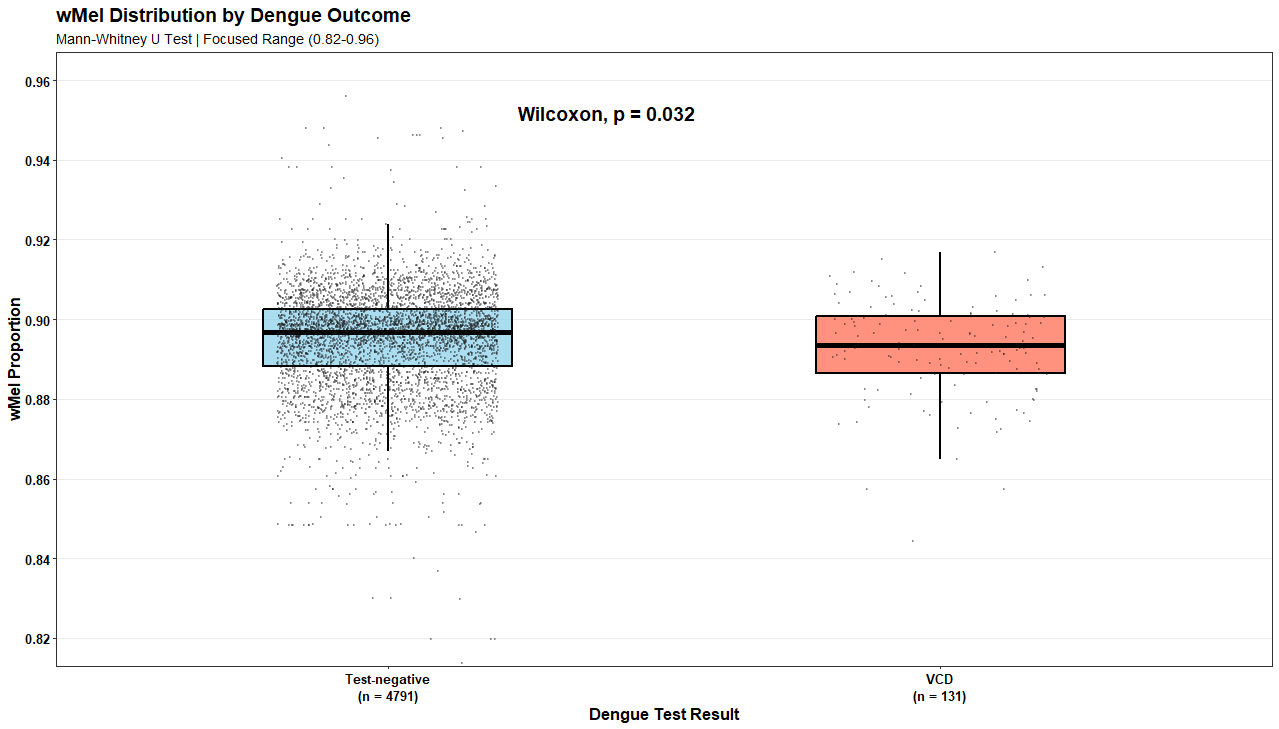 wMel Distribution by Dengue Outcome
Mann-Whitney U Test | Focused Range (0.82-0.96)
Wilcoxon, p = 0.032
wMel Proportion
0.96
0.94
0.92
0.90
0.88
0.86
0.84
0.82
Test-negative
(n = 4791)
VCD
(n = 131)
Dengue Test Result